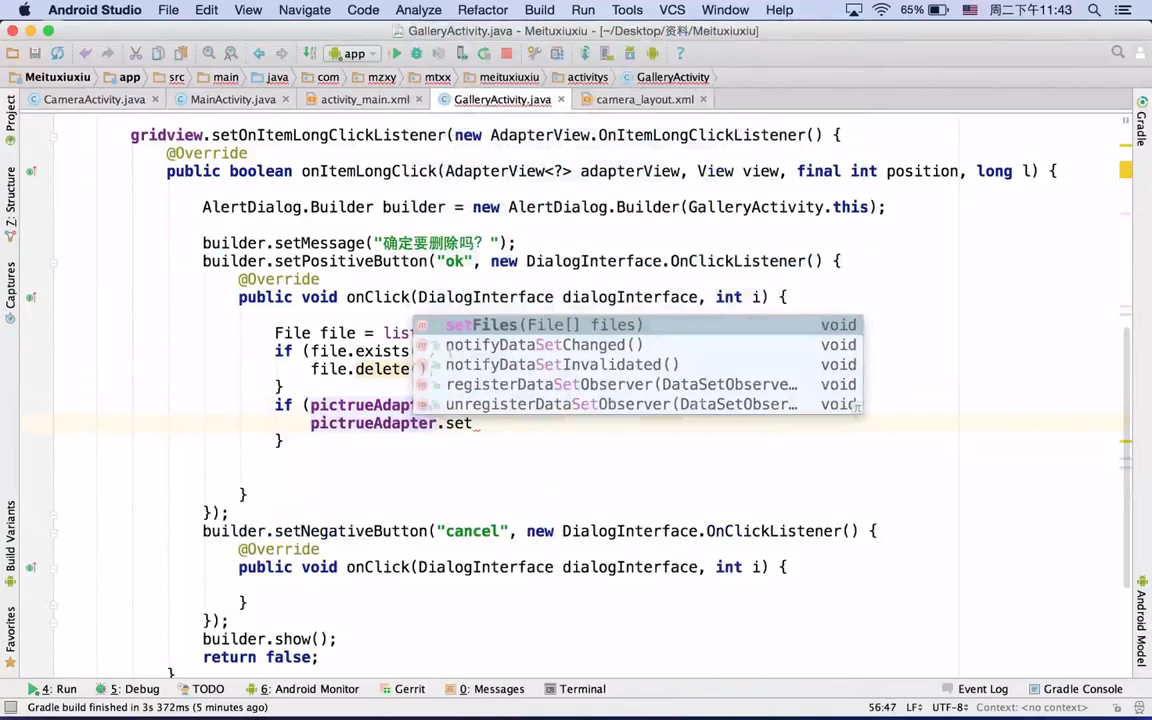 Android Studio File Edit View Navigate Code Analyze Refactor Build Run Tools VCS Window Help 65% 周二下午11:43
GalleryActivity.java - Meituxiuxiu - [~/Desktop/资料/Meituxiuxiu]
app
Meituxiuxiu app src main java com mzxy mtxx meituxiuxiu activitys GalleryActivity
CameraActivity.java MainActivity.java activity_main.xml GalleryActivity.java camera_layout.xml
Project
Z: Structure
Captures
Build Variants
Favorites
Gradle
Android Model
gridview.setOnItemLongClickListener(new AdapterView.OnItemLongClickListener() {
@Override
public boolean onItemLongClick(AdapterView<?> adapterView, View view, final int position, long l) {
AlertDialog.Builder builder = new AlertDialog.Builder(GalleryActivity.this);
builder.setMessage("确定要删除吗？");
builder.setPositiveButton("ok", new DialogInterface.OnClickListener() {
@Override
public void onClick(DialogInterface dialogInterface, int i) {
setFiles(File[] files) void
File file = lis
notifyDataSetChanged() void
if (file.exists
notifyDataSetInvalidated() void
file.delete(
registerDataSetObserver(DataSetObserve… void
}
unregisterDataSetObserver(DataSetObser… void
if (pictrueAdapt
pictrueAdapter.set
}
}
});
builder.setNegativeButton("cancel", new DialogInterface.OnClickListener() {
@Override
public void onClick(DialogInterface dialogInterface, int i) {
}
});
builder.show();
return false;
}
4: Run 5: Debug TODO 6: Android Monitor Gerrit 0: Messages Terminal Event Log Gradle Console
Gradle build finished in 3s 372ms (5 minutes ago) 56:47 LF÷ UTF-8÷ Context: <no context>